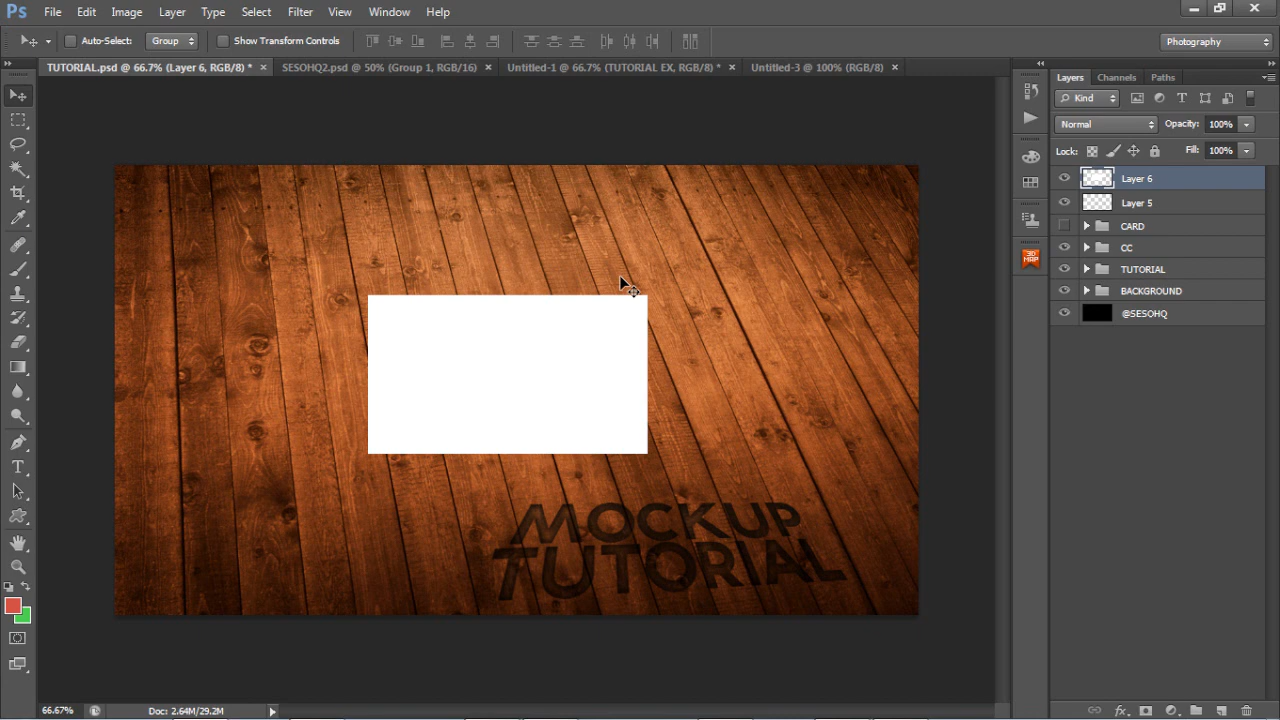 Ps File Edit Image Layer Type Select Filter View Window Help
Auto-Select: Group Show Transform Controls Photography
TUTORIAL.psd @ 66.7% (Layer 6, RGB/8) * × SESOHQ2.psd @ 50% (Group 1, RGB/16) × Untitled-1 @ 66.7% (TUTORIAL EX, RGB/8) * × Untitled-3 @ 100% (RGB/8) ×
Layers Channels Paths
Kind
Normal Opacity: 100%
Lock: Fill: 100%
Layer 6
Layer 5
CARD
CC
TUTORIAL
BACKGROUND
@SESOHQ
3D MAP
MOCKUP
TUTORIAL
66.67% Doc: 2.64M/29.2M